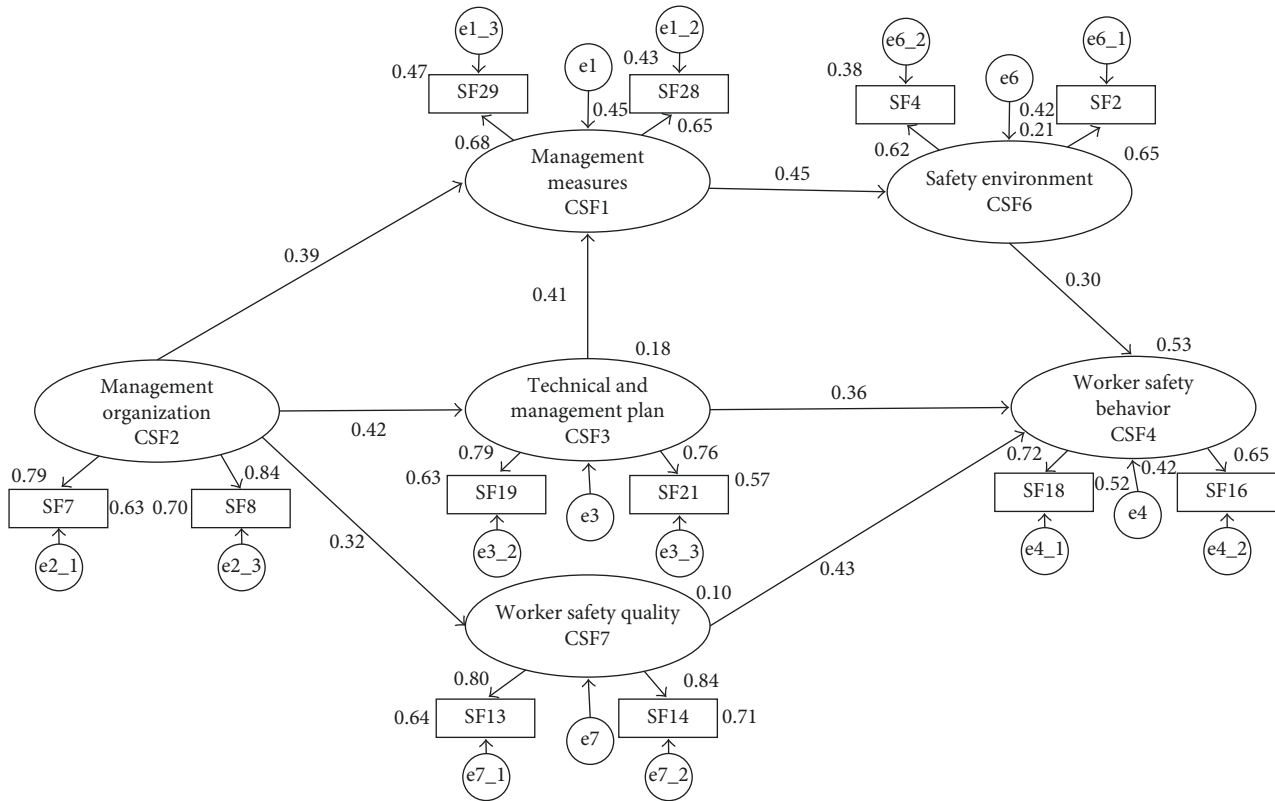 e1_3
e1_2
e6_2
e6_1
e1
e6
0.47
0.43
0.38
SF29
SF28
SF4
SF2
0.45
0.42
0.21
0.68
0.65
0.62
0.65
Management
measures
CSF1
0.45
Safety environment
CSF6
0.39
0.41
0.30
0.18
0.53
Management
organization
CSF2
0.42
Technical and
management plan
CSF3
0.36
Worker safety
behavior
CSF4
0.79
0.84
0.79
0.76
0.72
0.42
0.65
SF7
0.63
0.70
SF8
0.63
SF19
SF21
0.57
SF18
0.52
SF16
e2_1
e2_3
e3_2
e3
e3_3
e4_1
e4
e4_2
0.32
0.43
0.10
Worker safety quality
CSF7
0.80
0.84
0.64
SF13
SF14
0.71
e7_1
e7
e7_2